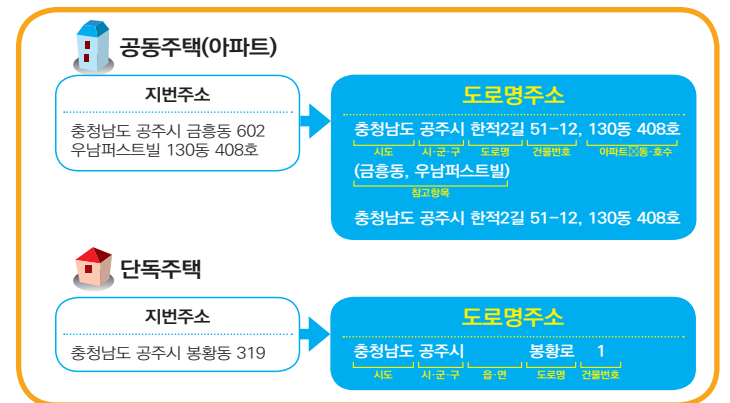 공동주택(아파트)
지번주소
충청남도 공주시 금흥동 602
우남퍼스트빌 130동 408호
도로명주소
충청남도 공주시 한적2길 51-12, 130동 408호
시도 시·군·구 도로명 건물번호 아파트☒동·호수
(금흥동, 우남퍼스트빌)
참고항목
충청남도 공주시 한적2길 51-12, 130동 408호
단독주택
지번주소
충청남도 공주시 봉황동 319
도로명주소
충청남도 공주시 봉황로 1
시도 시·군·구 읍·면 도로명 건물번호